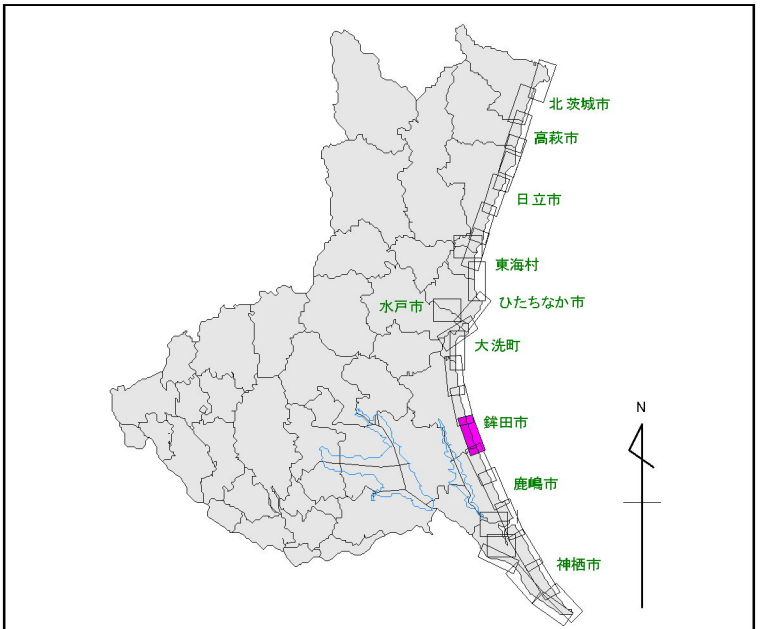 北茨城市
高萩市
日立市
東海村
ひたちなか市
水戸市
大洗町
鉾田市
N
鹿嶋市
神栖市